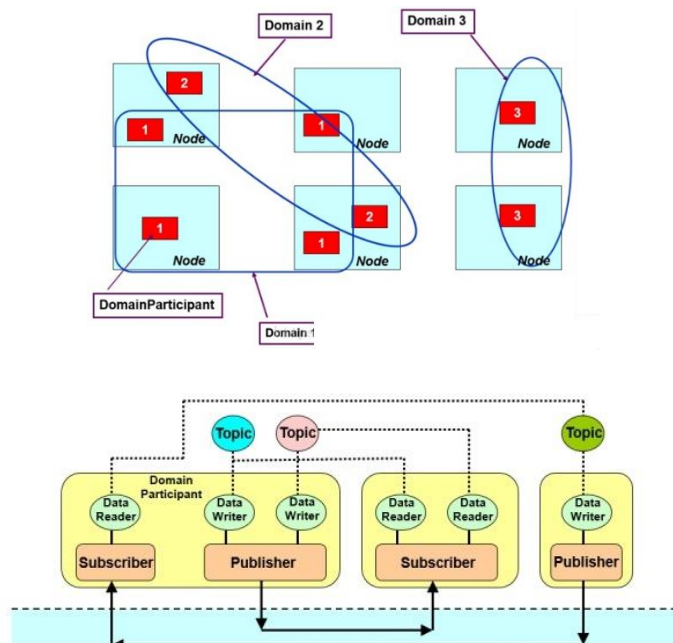 Domain 2
Domain 3
2
1
Node
1
Node
3
Node
1
Node
2
1
Node
3
Node
DomainParticipant
Domain 1
Topic
Topic
Topic
Domain
Participant
Data
Reader
Data
Writer
Data
Writer
Data
Reader
Data
Reader
Data
Writer
Subscriber
Publisher
Subscriber
Publisher